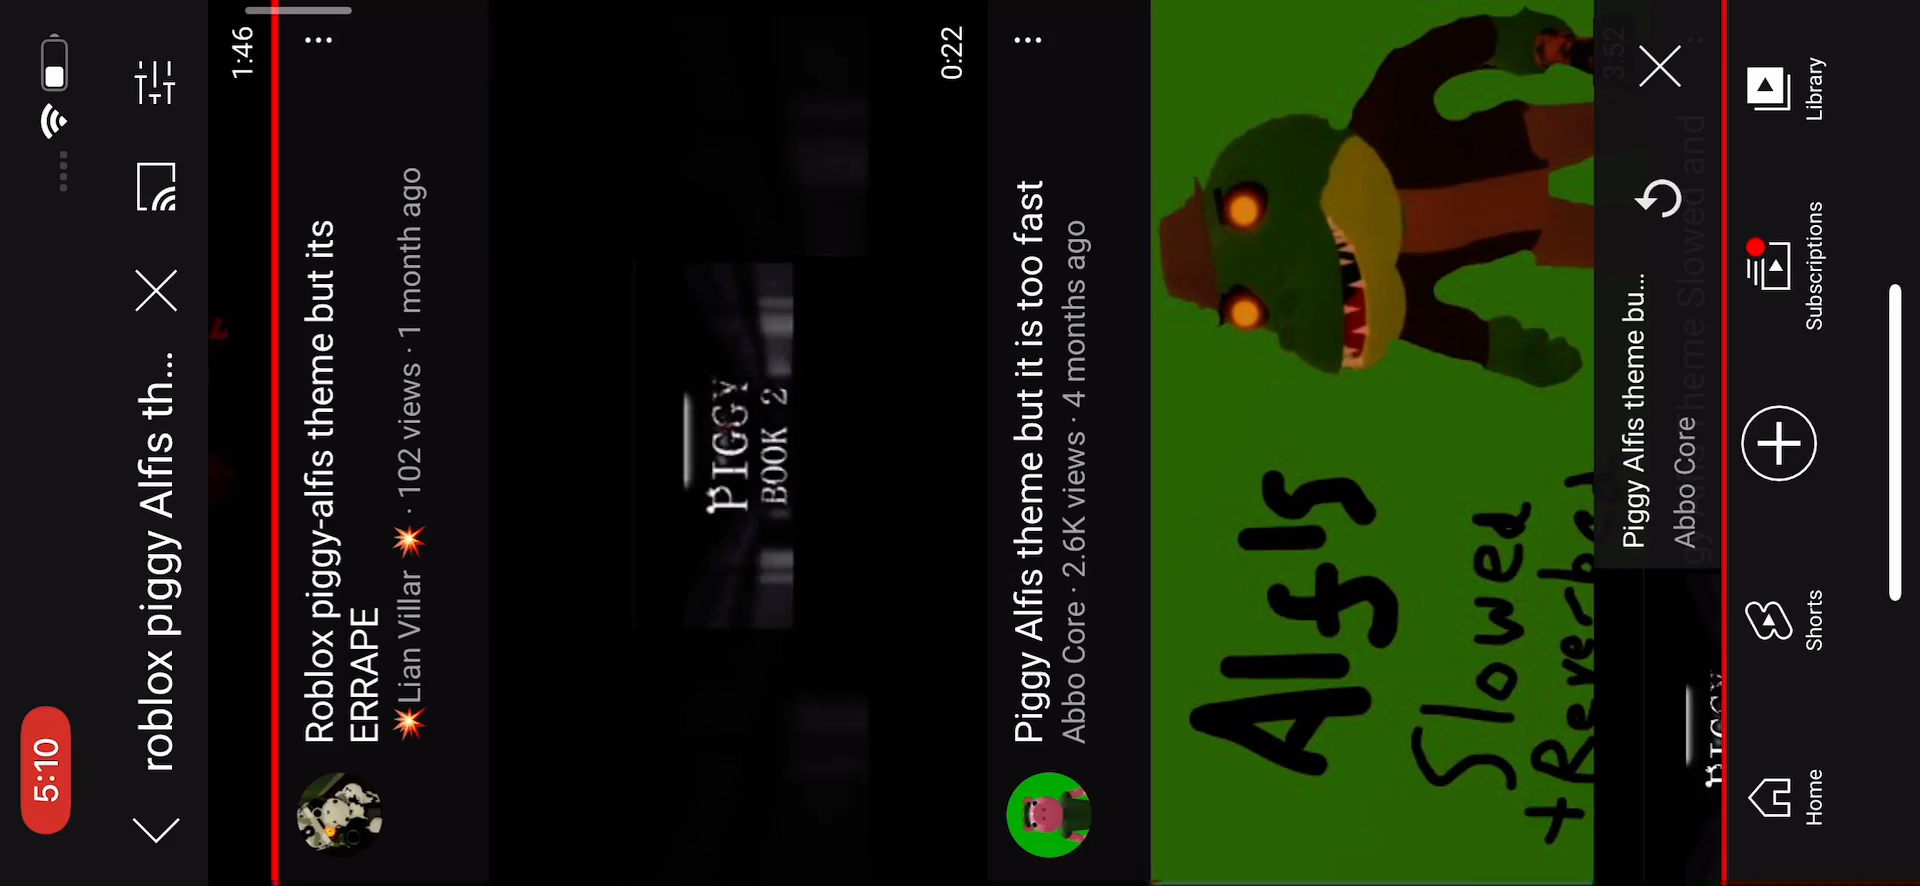 5:10
roblox piggy Alfis th...
1:46
Roblox piggy-alfis theme but its
ERRAPE
💥Lian Villar 💥 · 102 views · 1 month ago
PIGGY
BOOK 2
0:22
Piggy Alfis theme but it is too fast
Abbo Core · 2.6K views · 4 months ago
Alfis
Slowed
3:52
Piggy Alfis theme bu...
Abbo Core
Home
Shorts
Subscriptions
Library